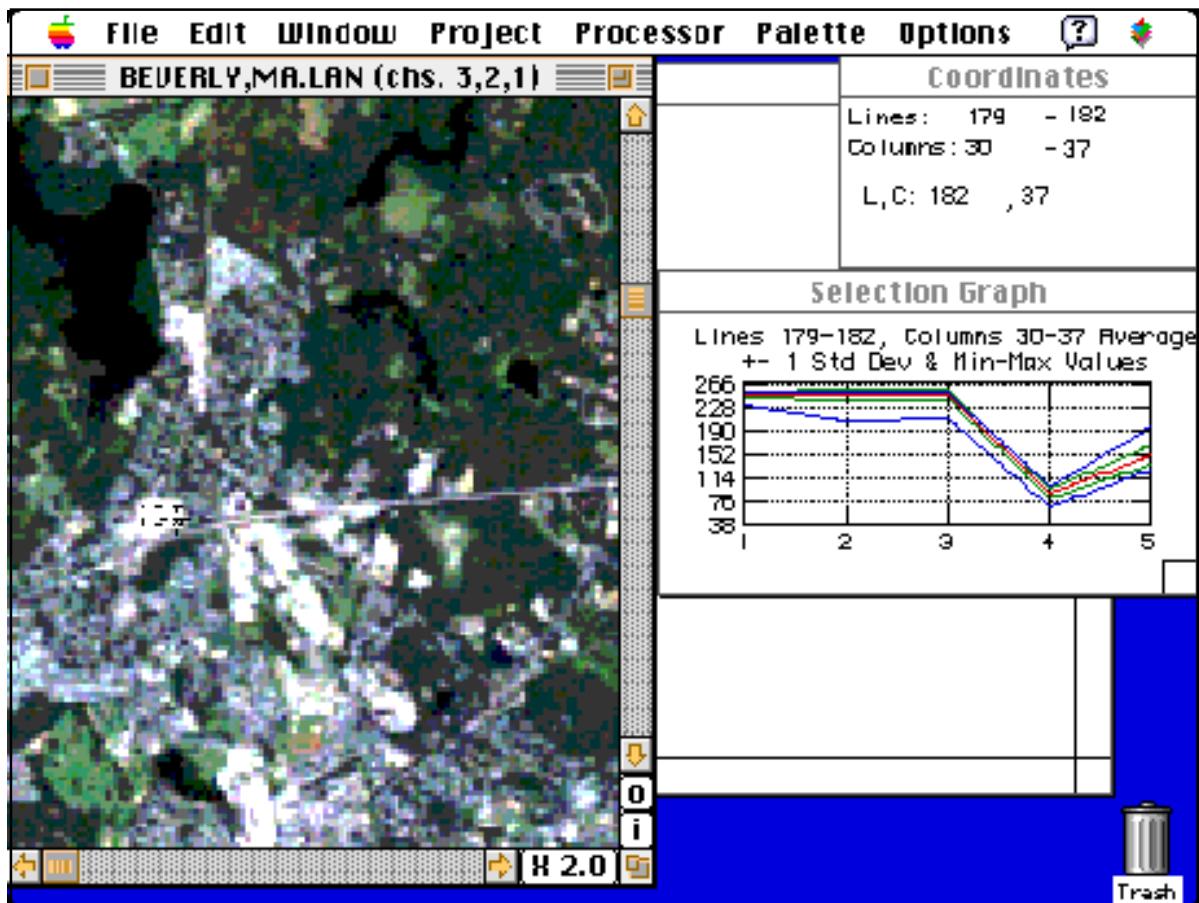 File Edit Window Project Processor Palette Options ?
BEVERLY,MA.LAN (chs. 3,2,1)
Coordinates
Lines: 179 - 182
Columns: 30 - 37
L,C: 182 , 37
Selection Graph
Lines 179-182, Columns 30-37 Average
+- 1 Std Dev & Min-Max Values
266
228
190
152
114
76
38
1 2 3 4 5
O
i
X 2.0
Trash